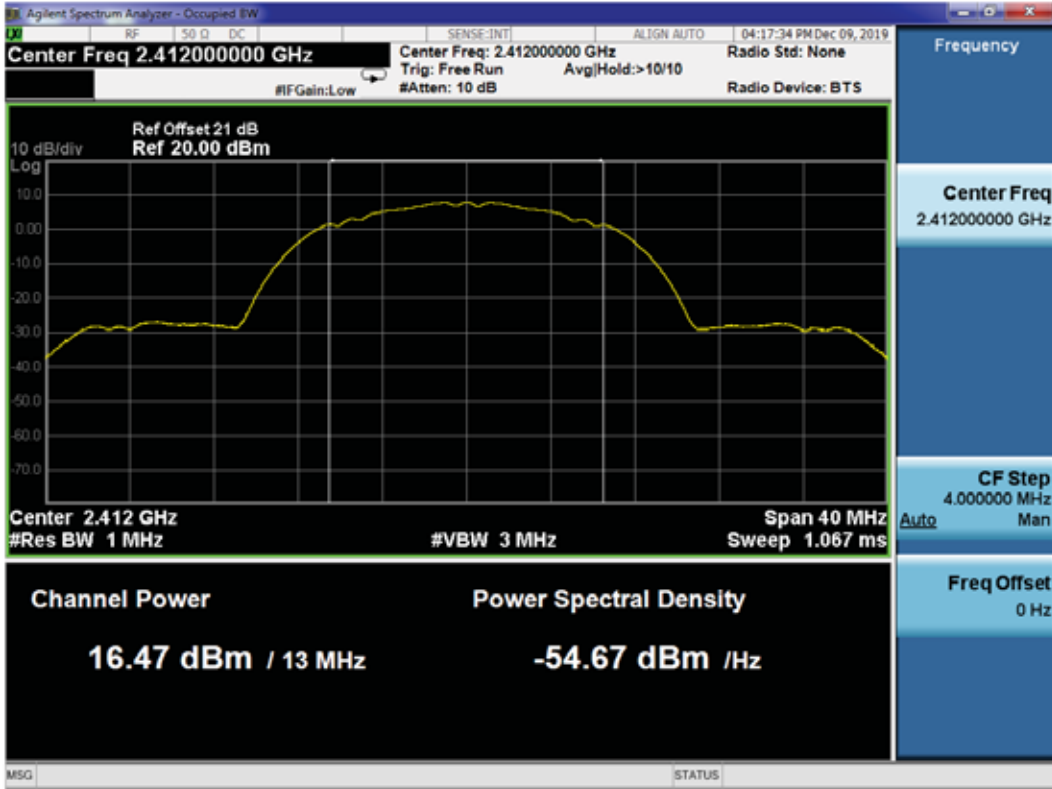 Agilent Spectrum Analyzer - Occupied BW
LXI RF 50 Ω DC SENSE:INT ALIGN AUTO 04:17:34 PM Dec 09, 2019
Center Freq 2.412000000 GHz
Center Freq: 2.412000000 GHz
Radio Std: None
Trig: Free Run Avg|Hold:>10/10
#IFGain:Low
#Atten: 10 dB
Radio Device: BTS
Frequency
Ref Offset 21 dB
10 dB/div Ref 20.00 dBm
Log
10.0
0.00
-10.0
-20.0
-30.0
-40.0
-50.0
-60.0
-70.0
Center Freq
2.412000000 GHz
Center 2.412 GHz Span 40 MHz
#Res BW 1 MHz #VBW 3 MHz Sweep 1.067 ms
CF Step
4.000000 MHz
Auto Man
Freq Offset
0 Hz
Channel Power Power Spectral Density
16.47 dBm / 13 MHz -54.67 dBm /Hz
MSG STATUS